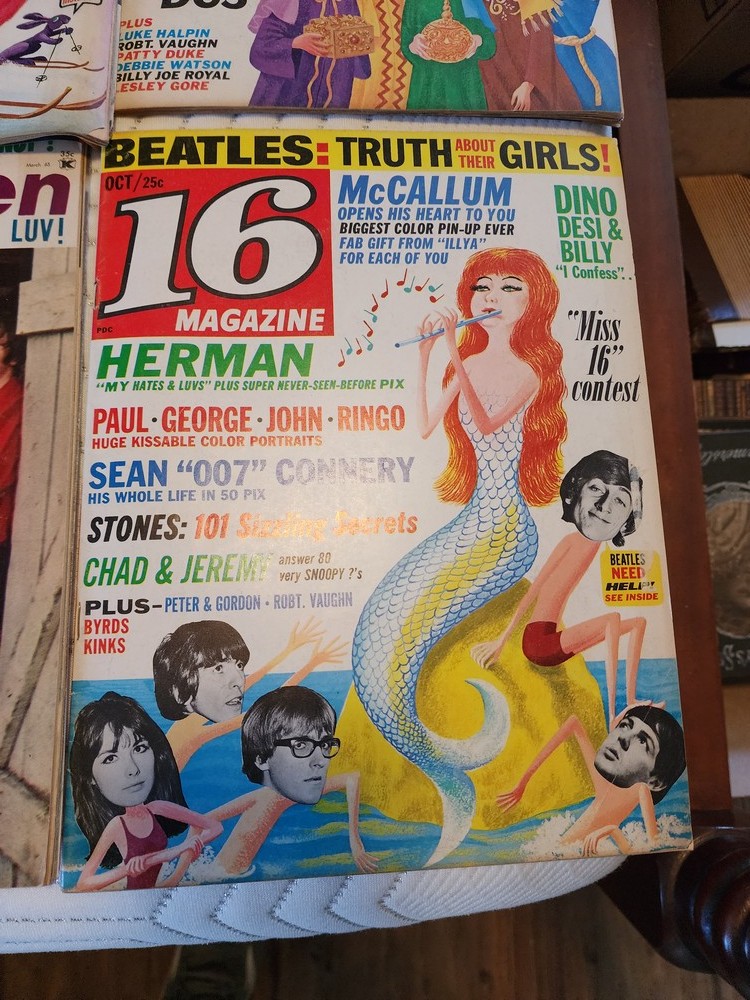 PLUS
LUKE HALPIN
ROBT. VAUGHN
PATTY DUKE
DEBBIE WATSON
BILLY JOE ROYAL
LESLEY GORE
March, 35c
K
en
LUV!
BEATLES: TRUTH ABOUT THEIR GIRLS!
OCT/25c
16
MAGAZINE
PDC
McCALLUM
OPENS HIS HEART TO YOU
BIGGEST COLOR PIN-UP EVER
FAB GIFT FROM "ILLYA"
FOR EACH OF YOU
DINO
DESI &
BILLY
"I Confess"..
"Miss
16"
contest
HERMAN
"MY HATES & LUVS" PLUS SUPER NEVER-SEEN-BEFORE PIX
PAUL · GEORGE · JOHN · RINGO
HUGE KISSABLE COLOR PORTRAITS
SEAN "007" CONNERY
HIS WHOLE LIFE IN 50 PIX
STONES: 101 Sizzling Secrets
CHAD & JEREMY answer 80
very SNOOPY ?'s
PLUS– PETER & GORDON · ROBT. VAUGHN
BYRDS
KINKS
BEATLES
NEED
HELP!
SEE INSIDE